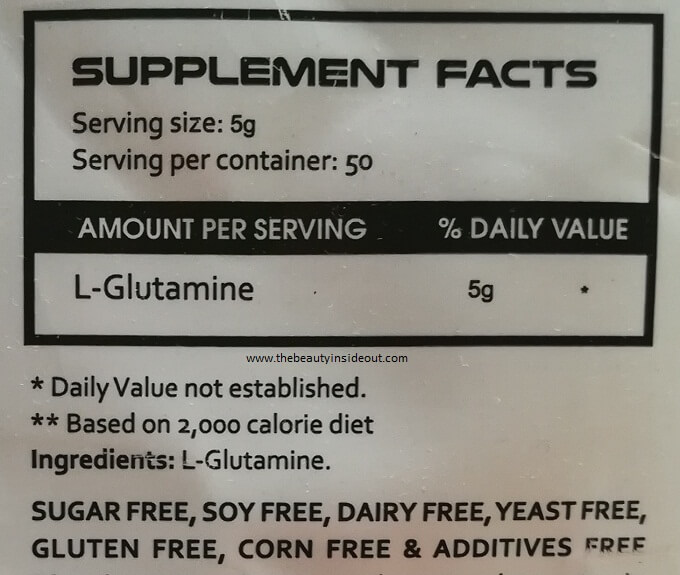 SUPPLEMENT FACTS
Serving size: 5g
Serving per container: 50
AMOUNT PER SERVING % DAILY VALUE
L-Glutamine 5g *
www.thebeautyinsideout.com
* Daily Value not established.
** Based on 2,000 calorie diet
Ingredients: L-Glutamine.
SUGAR FREE, SOY FREE, DAIRY FREE, YEAST FREE,
GLUTEN FREE, CORN FREE & ADDITIVES FREE